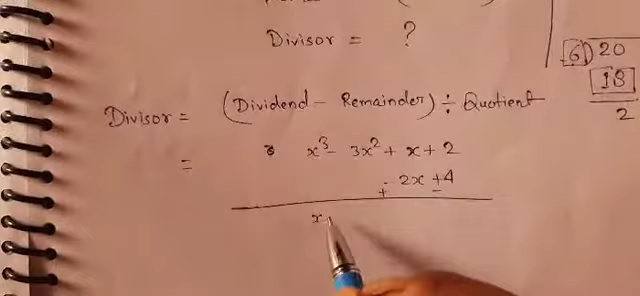 Divisor = ?
6)20
18
2
Divisor = (Dividend - Remainder) ÷ Quotient
= x³ - 3x² + x + 2
- 2x + 4
+ -
x